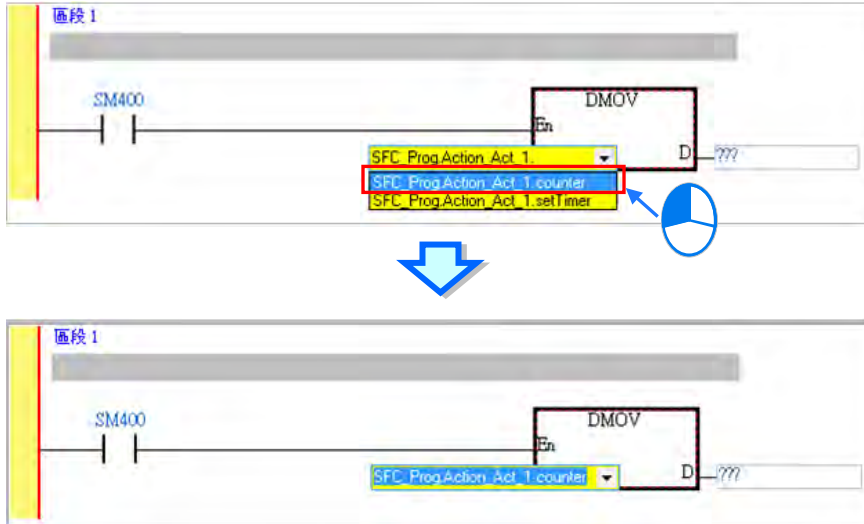 區段 1
SM400
DMOV
En
SFC_Prog.Action_Act_1.
D
???
SFC_Prog.Action_Act_1.counter
SFC_Prog.Action_Act_1.setTimer
區段 1
SM400
DMOV
En
SFC_Prog.Action_Act_1.counter
D
???